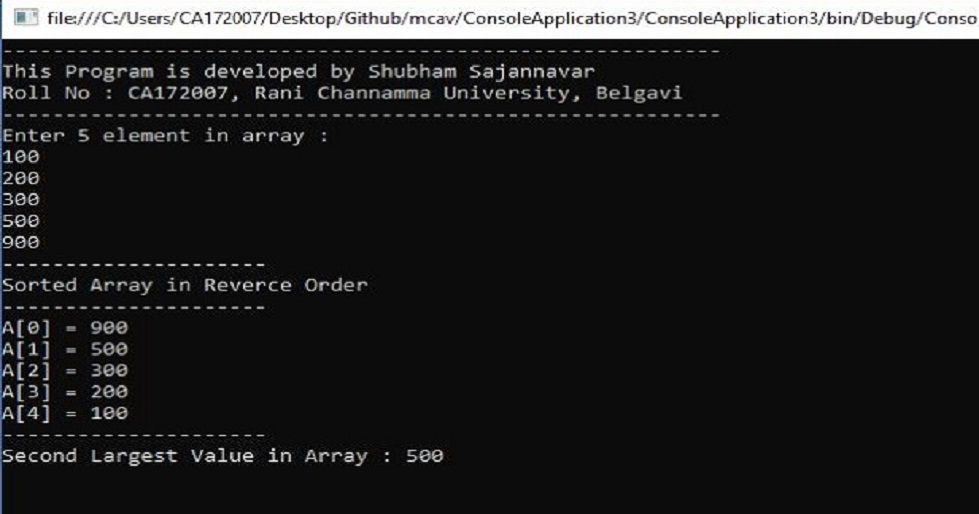 file:///C:/Users/CA172007/Desktop/Github/mcav/ConsoleApplication3/ConsoleApplication3/bin/Debug/Conso
------------------------------------------------------------
This Program is developed by Shubham Sajannavar
Roll No : CA172007, Rani Channamma University, Belgavi
------------------------------------------------------------
Enter 5 element in array :
100
200
300
500
900
----------------------
Sorted Array in Reverce Order
----------------------
A[0] = 900
A[1] = 500
A[2] = 300
A[3] = 200
A[4] = 100
----------------------
Second Largest Value in Array : 500